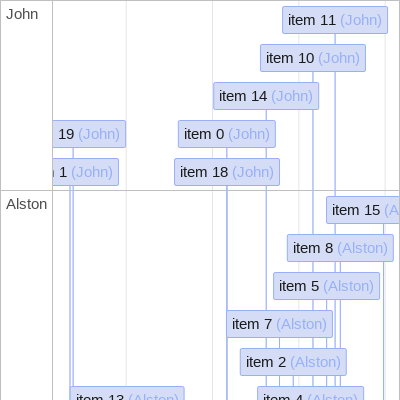 John
item 11 (John)
item 10 (John)
item 14 (John)
19 (John)
item 0 (John)
1 (John)
item 18 (John)
Alston
item 15 (A
item 8 (Alston)
item 5 (Alston)
item 7 (Alston)
item 2 (Alston)
item 13 (Alston)
item 4 (Alston)